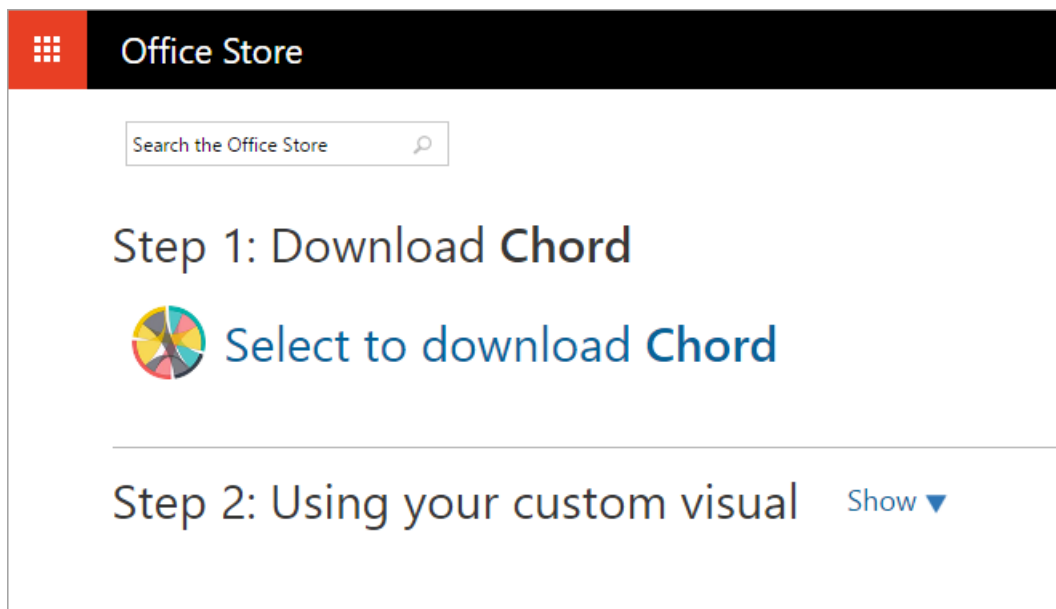 Office Store
Search the Office Store
Step 1: Download Chord
Select to download Chord
Step 2: Using your custom visual Show